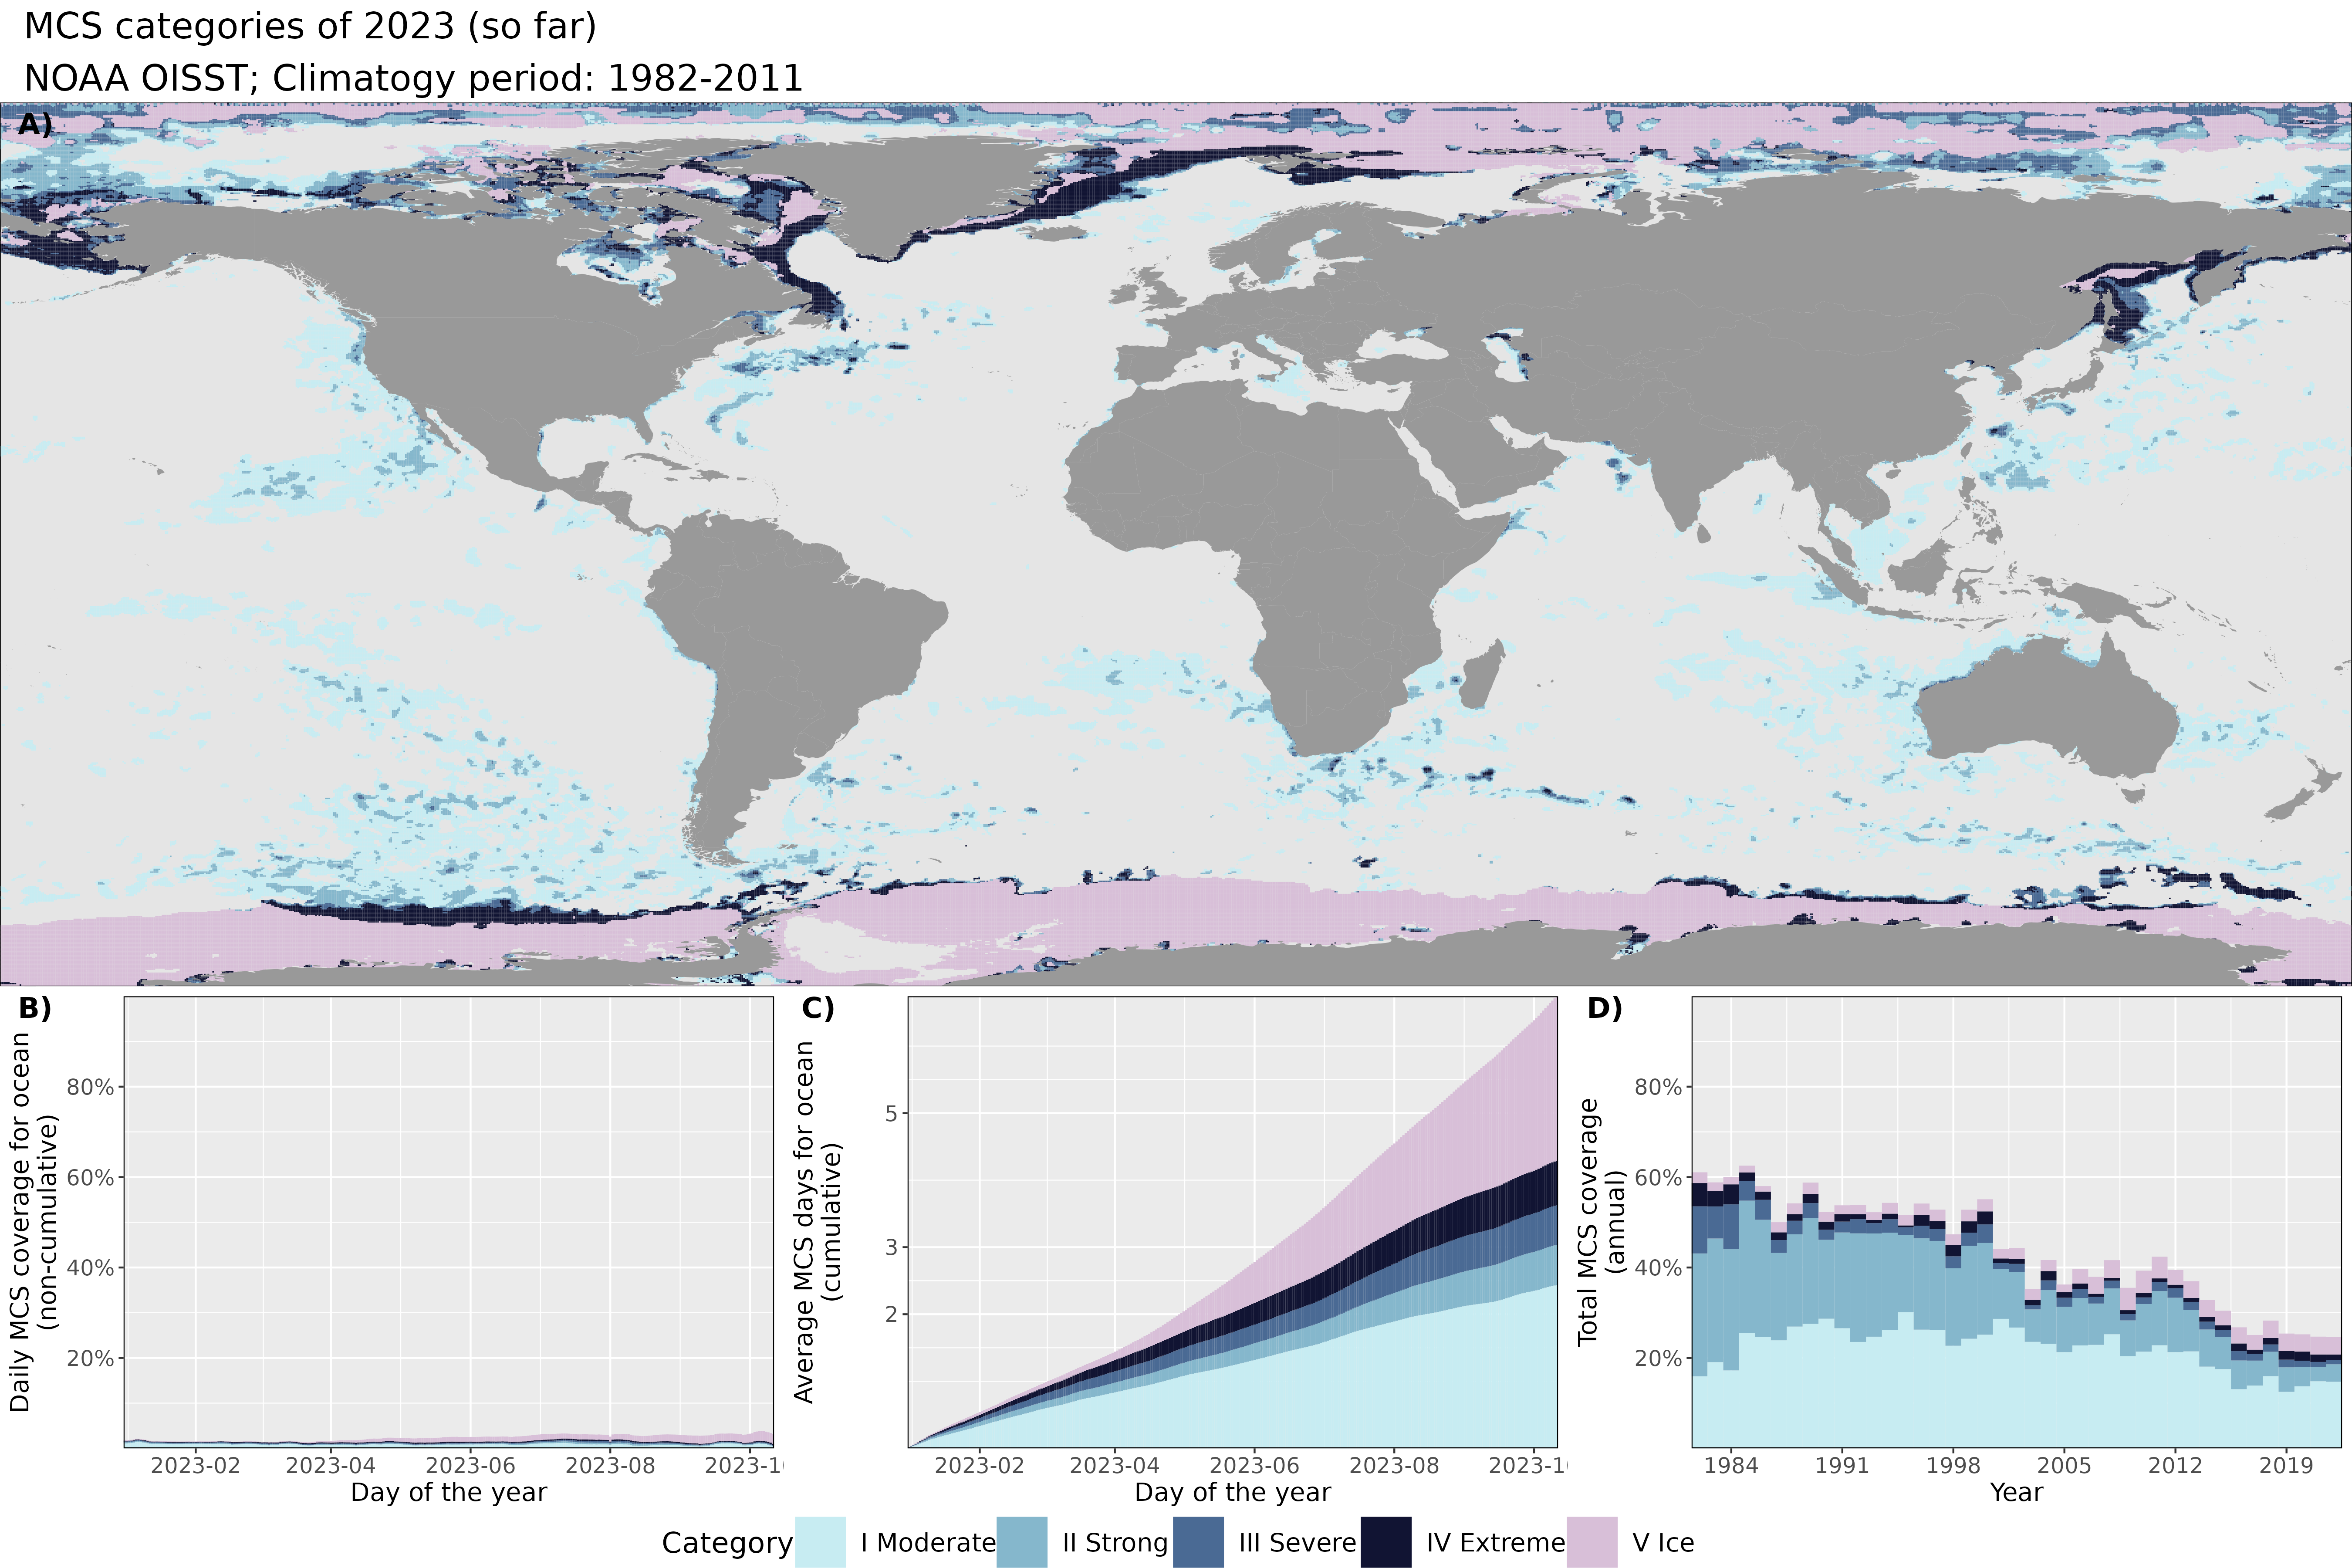 MCS categories of 2023 (so far)
NOAA OISST; Climatogy period: 1982-2011
A)
B)
Daily MCS coverage for ocean
(non-cumulative)
80%
60%
40%
20%
2023-02 2023-04 2023-06 2023-08 2023-1
Day of the year
C)
Average MCS days for ocean
(cumulative)
5
3
2
2023-02 2023-04 2023-06 2023-08 2023-1
Day of the year
D)
Total MCS coverage
(annual)
80%
60%
40%
20%
1984 1991 1998 2005 2012 2019
Year
Category I Moderate II Strong III Severe IV Extreme V Ice